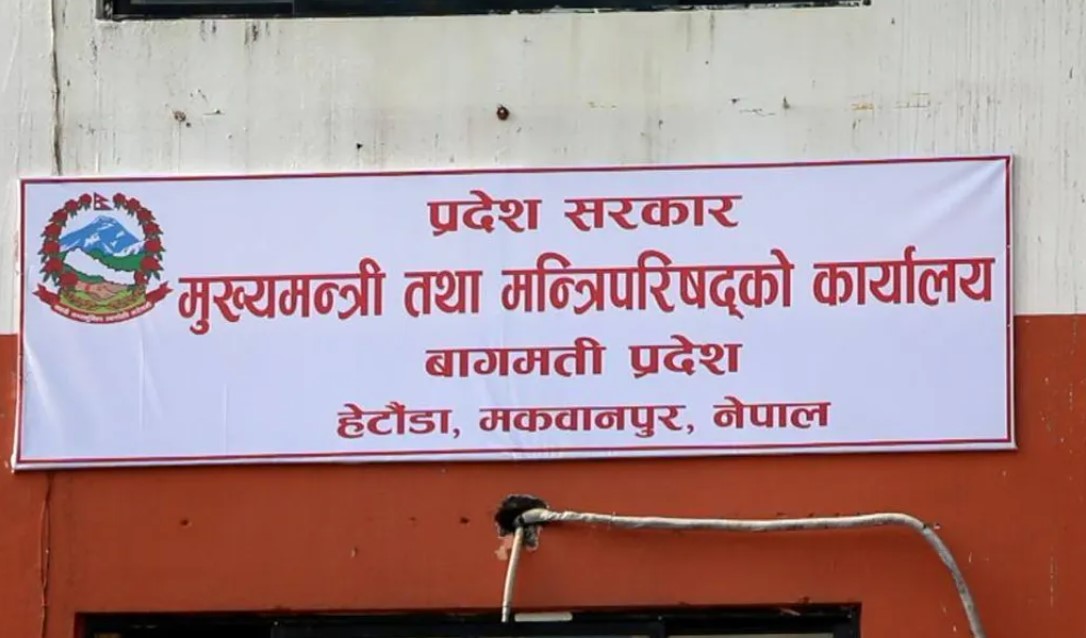 प्रदेश सरकार
मुख्यमन्त्री तथा मन्त्रिपरिषद्को कार्यालय
बागमती प्रदेश
हेटौंडा, मकवानपुर, नेपाल